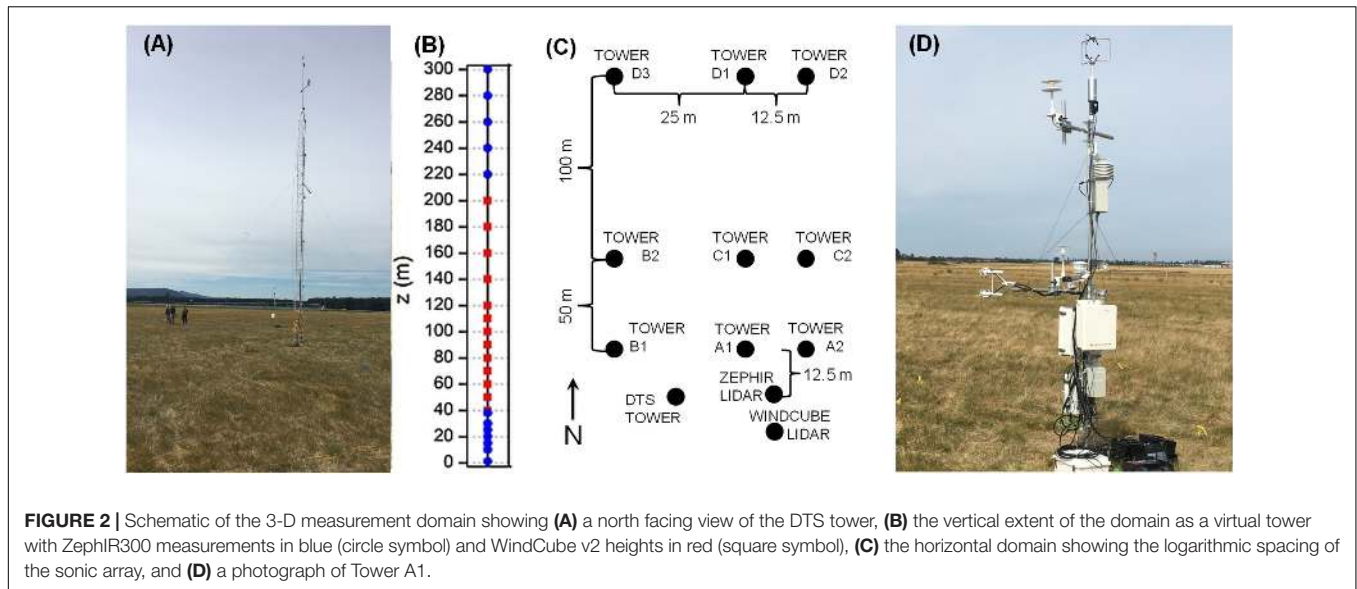 (A)
(B)
300
280
260
240
220
200
180
160
140
120
100
80
60
40
20
0
z (m)
(C)
TOWER
D3
TOWER
D1
TOWER
D2
25 m
12.5 m
100 m
TOWER
B2
TOWER
C1
TOWER
C2
50 m
TOWER
B1
TOWER
A1
TOWER
A2
12.5 m
ZEPHIR
LIDAR
DTS
TOWER
WINDCUBE
LIDAR
N
(D)
FIGURE 2 | Schematic of the 3-D measurement domain showing (A) a north facing view of the DTS tower, (B) the vertical extent of the domain as a virtual tower
with ZephIR300 measurements in blue (circle symbol) and WindCube v2 heights in red (square symbol), (C) the horizontal domain showing the logarithmic spacing of
the sonic array, and (D) a photograph of Tower A1.